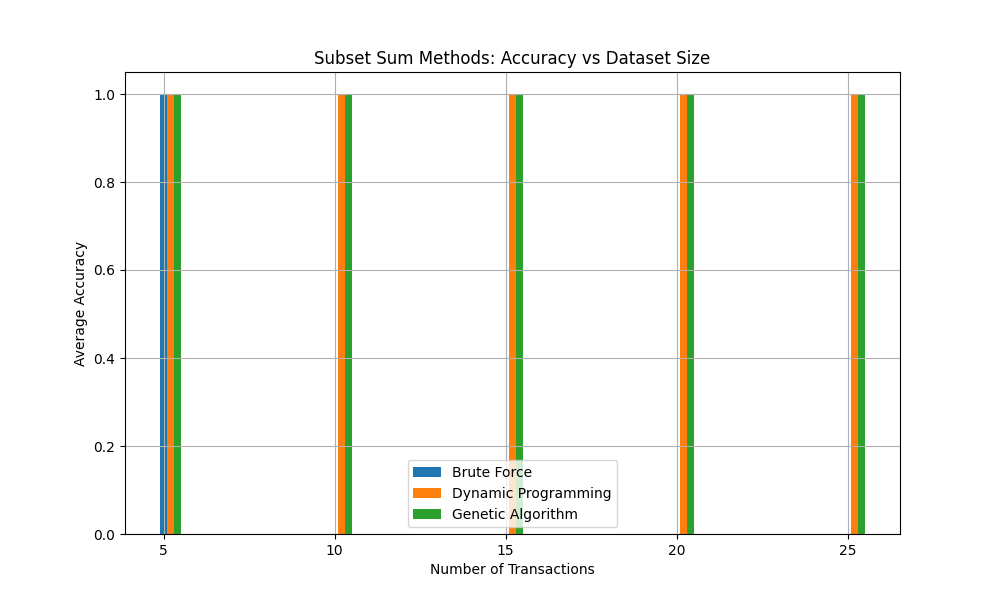 Subset Sum Methods: Accuracy vs Dataset Size
1.0
0.8
0.6
0.4
0.2
0.0
Average Accuracy
Brute Force
Dynamic Programming
Genetic Algorithm
5 10 15 20 25
Number of Transactions